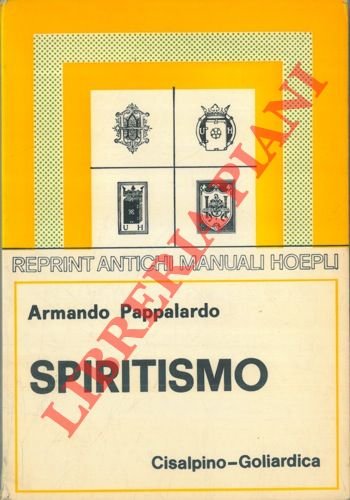 U H
REPRINT ANTICHI MANUALI HOEPLI
Armando Pappalardo
SPIRITISMO
Cisalpino-Goliardica
LIBRERIA PIANI